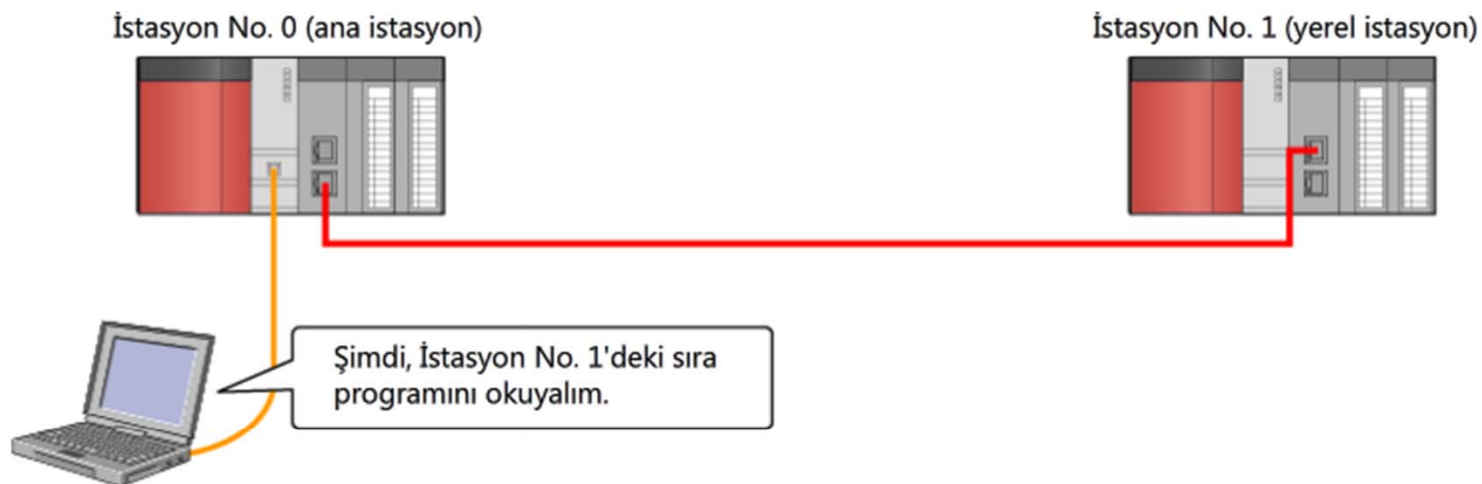 İstasyon No. 0 (ana istasyon)
İstasyon No. 1 (yerel istasyon)
Şimdi, İstasyon No. 1'deki sıra
programını okuyalım.